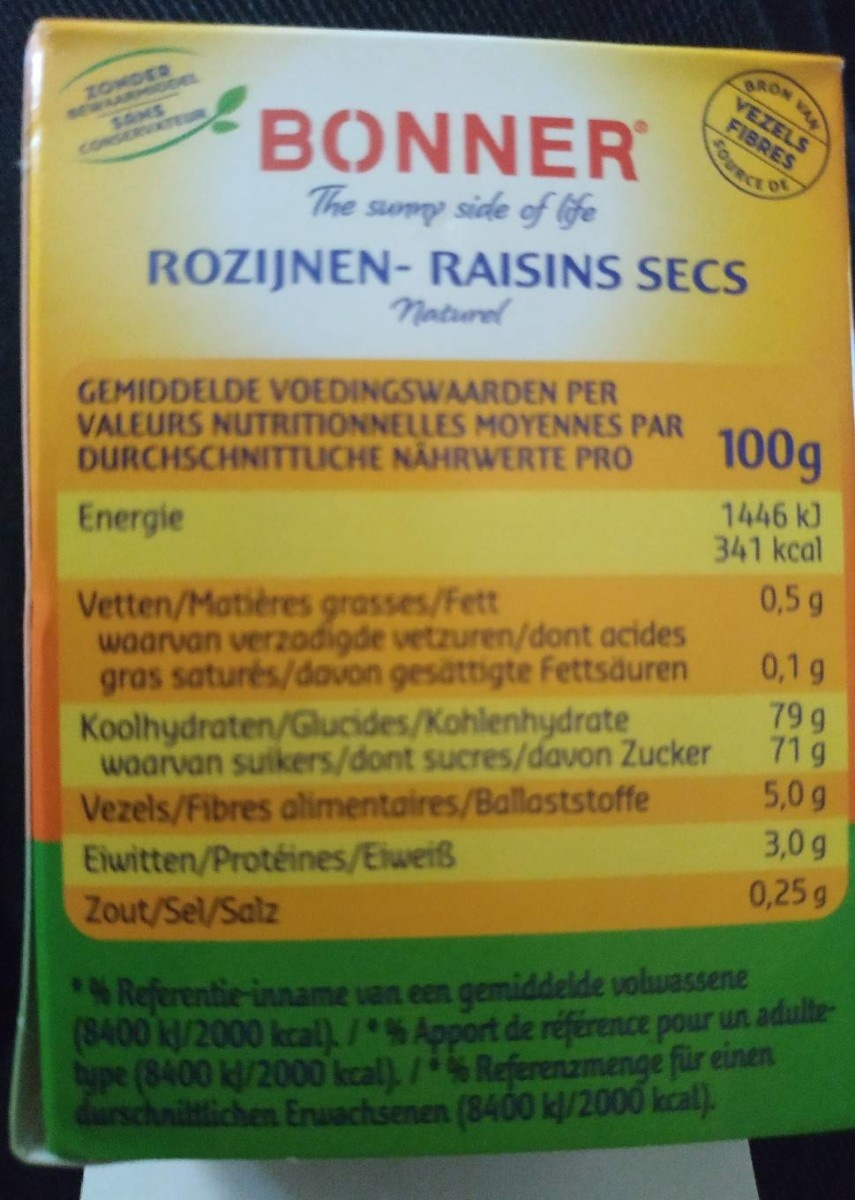 ZONDER
BEWAARMIDDEL
SANS
CONSERVATEUR
BONNER®
The sunny side of life
BRON VAN
VEZELS
FIBRES
SOURCE DE
ROZIJNEN- RAISINS SECS
Naturel
GEMIDDELDE VOEDINGSWAARDEN PER
VALEURS NUTRITIONNELLES MOYENNES PAR
DURCHSCHNITTLICHE NÄHRWERTE PRO 100g
Energie 1446 kJ
341 kcal
Vetten/Matières grasses/Fett 0,5 g
waarvan verzadigde vetzuren/dont acides
gras saturés/davon gesättigte Fettsäuren 0,1 g
Koolhydraten/Glucides/Kohlenhydrate 79 g
waarvan suikers/dont sucres/davon Zucker 71 g
Vezels/Fibres alimentaires/Ballaststoffe 5,0 g
Eiwitten/Protéines/Eiweiß 3,0 g
Zout/Sel/Salz 0,25 g
*% Referentie-inname van een gemiddelde volwassene
(8400 kJ/2000 kcal). / *% Apport de référence pour un adulte-
type (8400 kJ/2000 kcal). / *% Referenzmenge für einen
durschnittlichen Erwachsenen (8400 kJ/2000 kcal).